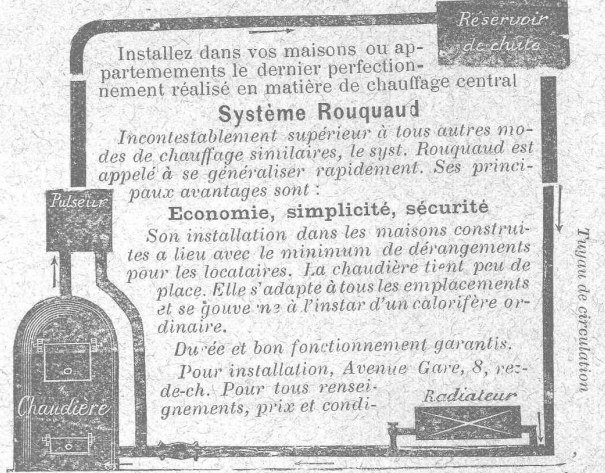 Réservoir
de chute
Installez dans vos maisons ou ap-
partemements le dernier perfection-
nement réalisé en matière de chauffage central
Système Rouquaud
Incontestablement supérieur à tous autres mo-
des de chauffage similaires, le syst. Rouquaud est
appelé à se généraliser rapidement. Ses princi-
paux avantages sont :
Pulseur
Economie, simplicité, sécurité
Son installation dans les maisons construi-
tes a lieu avec le minimum de dérangements
pour les locataires. La chaudière tient peu de
place. Elle s'adapte à tous les emplacements
et se gouverne à l'instar d'un calorifère or-
dinaire.
Durée et bon fonctionnement garantis.
Pour installation, Avenue Gare, 8, rez-
de-ch. Pour tous rensei-
gnements, prix et condi-
Tuyau de circulation
Chaudière
Radiateur